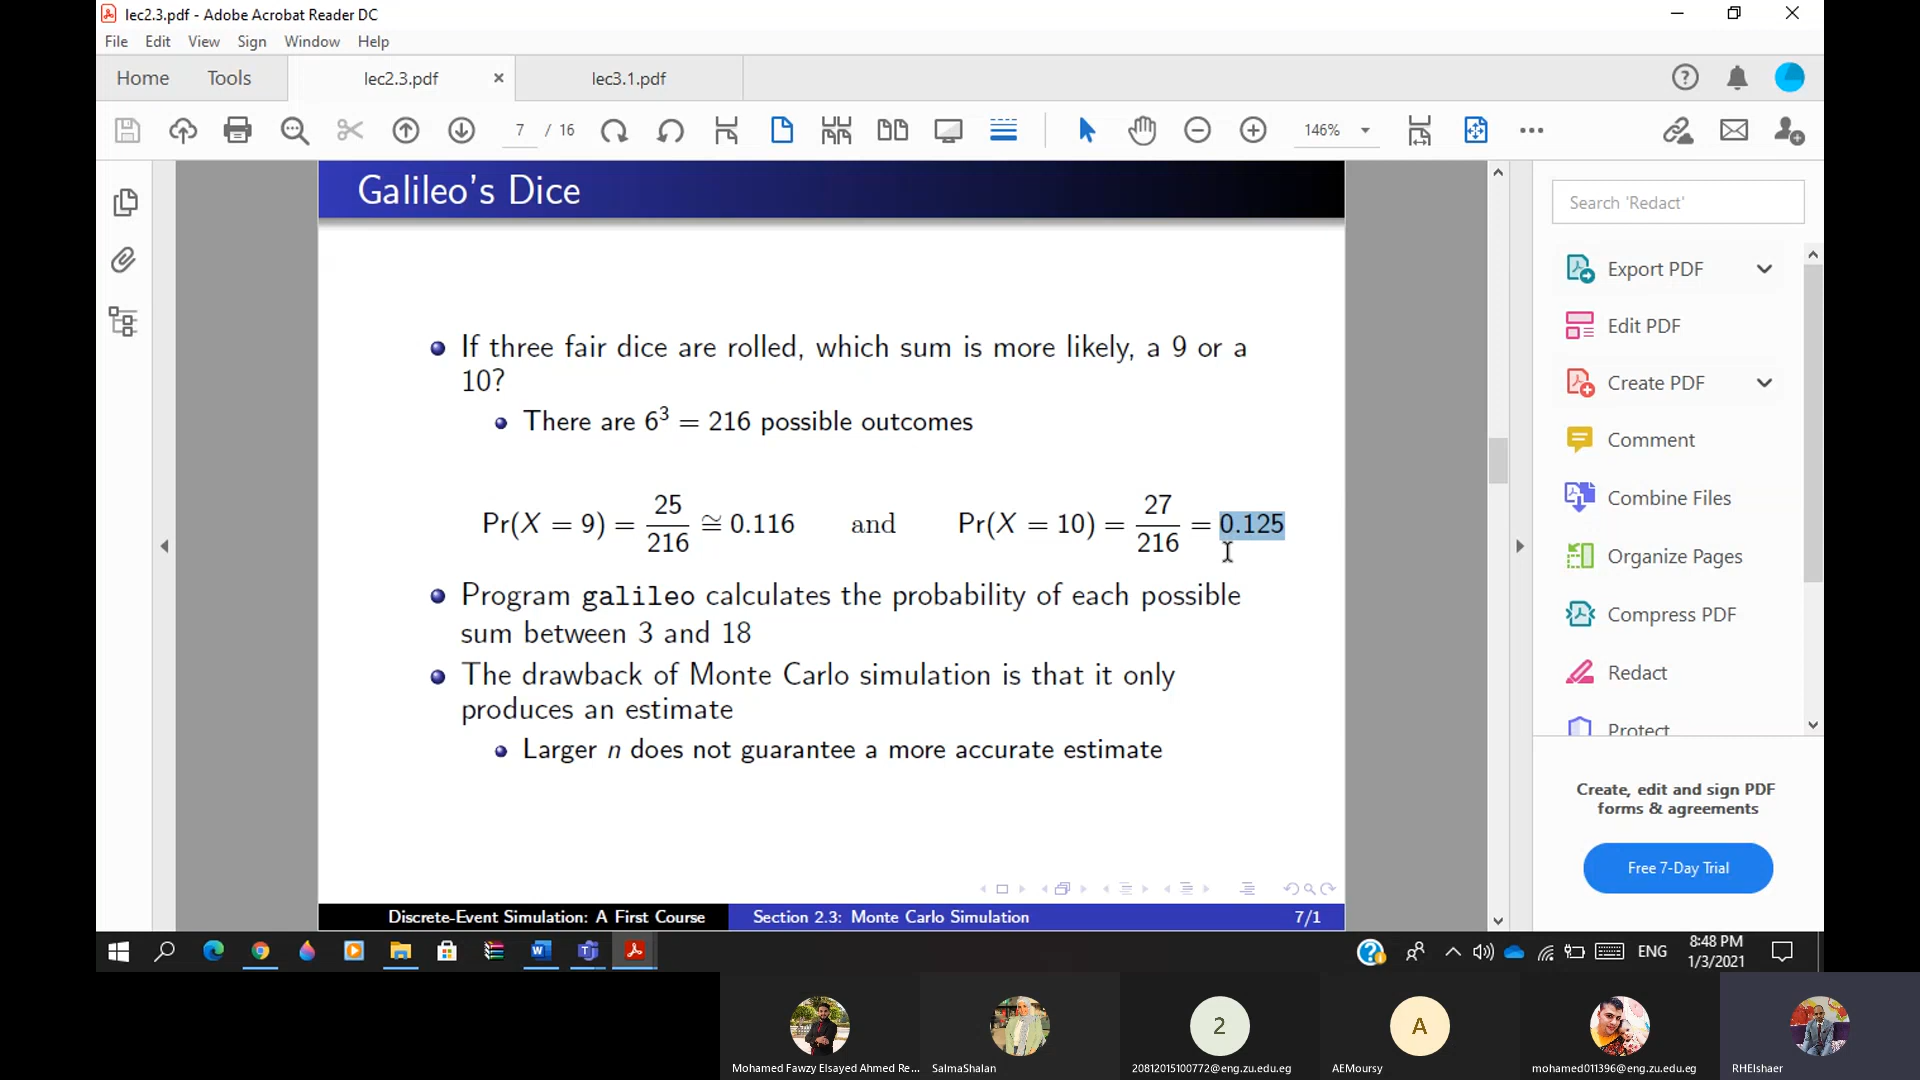 lec2.3.pdf - Adobe Acrobat Reader DC
File Edit View Sign Window Help
Home Tools lec2.3.pdf lec3.1.pdf
7 / 16 146%
Galileo's Dice
If three fair dice are rolled, which sum is more likely, a 9 or a
10?
There are 6³ = 216 possible outcomes
Pr(X = 9) = 25/216 ≅ 0.116 and Pr(X = 10) = 27/216 = 0.125
Program galileo calculates the probability of each possible
sum between 3 and 18
The drawback of Monte Carlo simulation is that it only
produces an estimate
Larger n does not guarantee a more accurate estimate
Discrete-Event Simulation: A First Course Section 2.3: Monte Carlo Simulation 7/1
Search 'Redact'
Export PDF
Edit PDF
Create PDF
Comment
Combine Files
Organize Pages
Compress PDF
Redact
Protect
Create, edit and sign PDF
forms & agreements
Free 7-Day Trial
ENG
8:48 PM
1/3/2021
2 A
Mohamed Fawzy Elsayed Ahmed Re... SalmaShalan 20812015100772@eng.zu.edu.eg AEMoursy mohamed011396@eng.zu.edu.eg RHElshaer